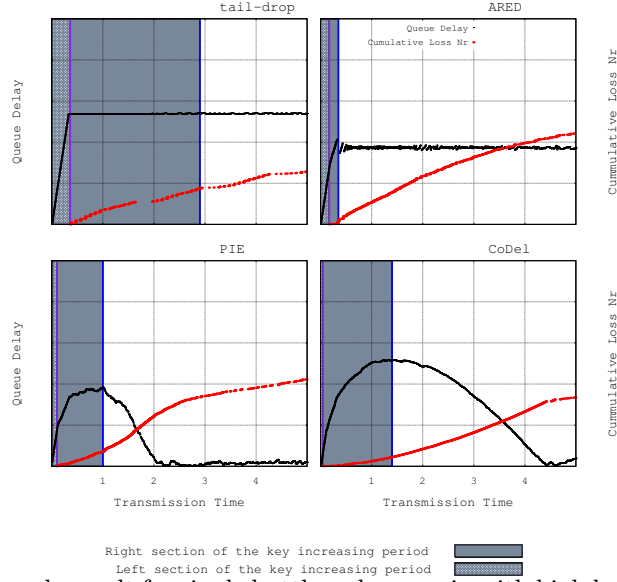 tail-drop
ARED
Queue Delay
Cumulative Loss Nr
Queue Delay
Cummulative Loss Nr
PIE
CoDel
Queue Delay
Cummulative Loss Nr
1 2 3 4
1 2 3 4
Transmission Time
Transmission Time
Right section of the key increasing period
Left section of the key increasing period